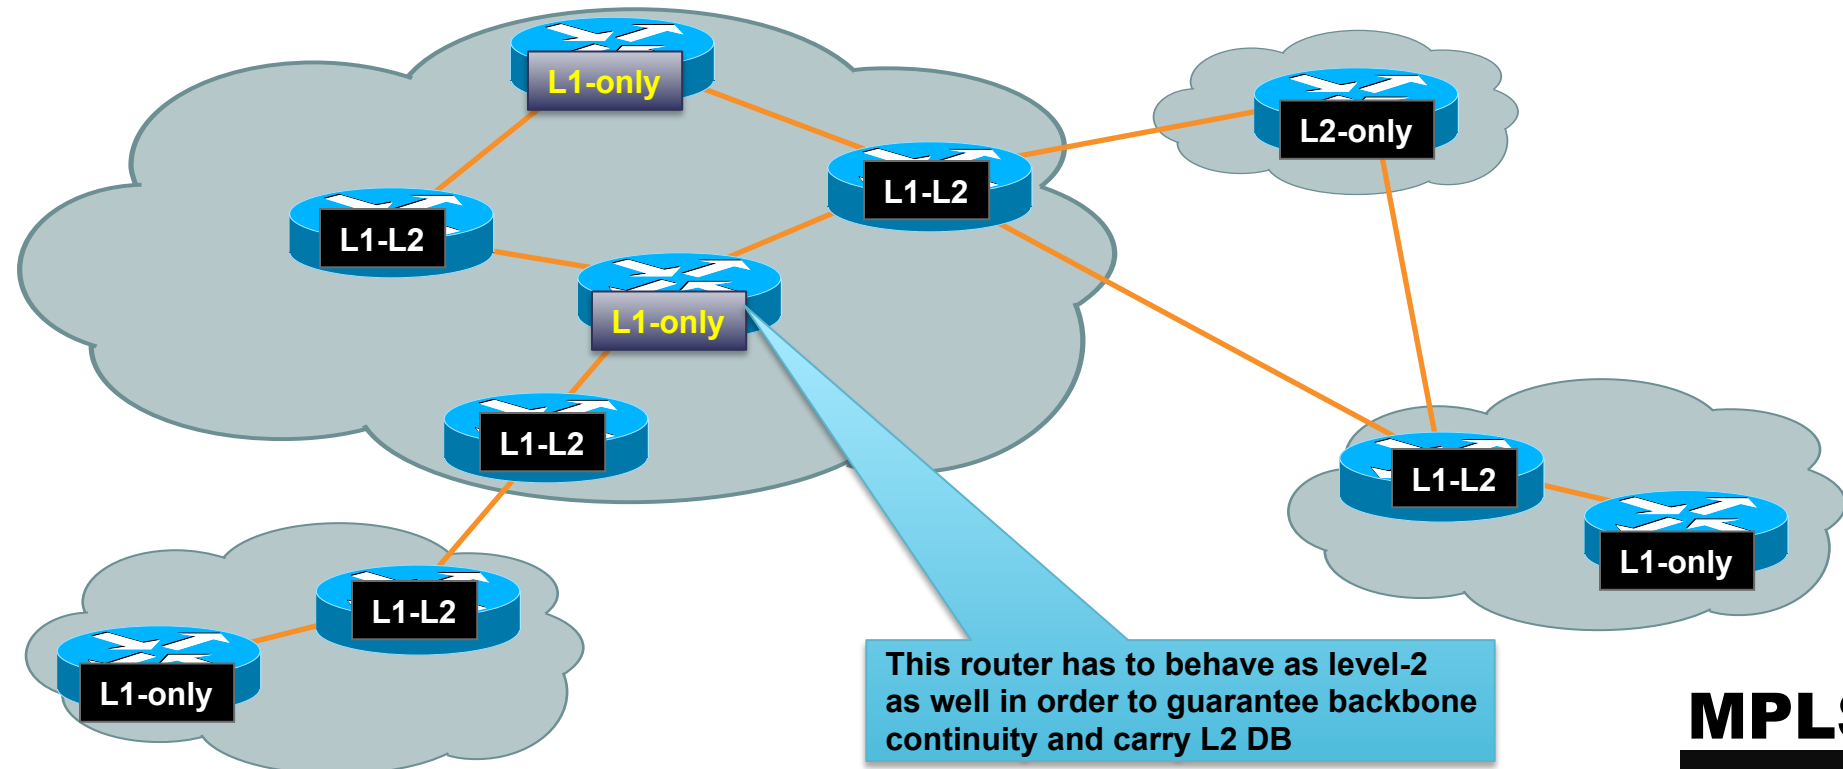 L1-only
L2-only
L1-L2
L1-L2
L1-only
L1-L2
L1-L2
L1-only
L1-L2
L1-only
This router has to behave as level-2
as well in order to guarantee backbone
continuity and carry L2 DB
MPLS